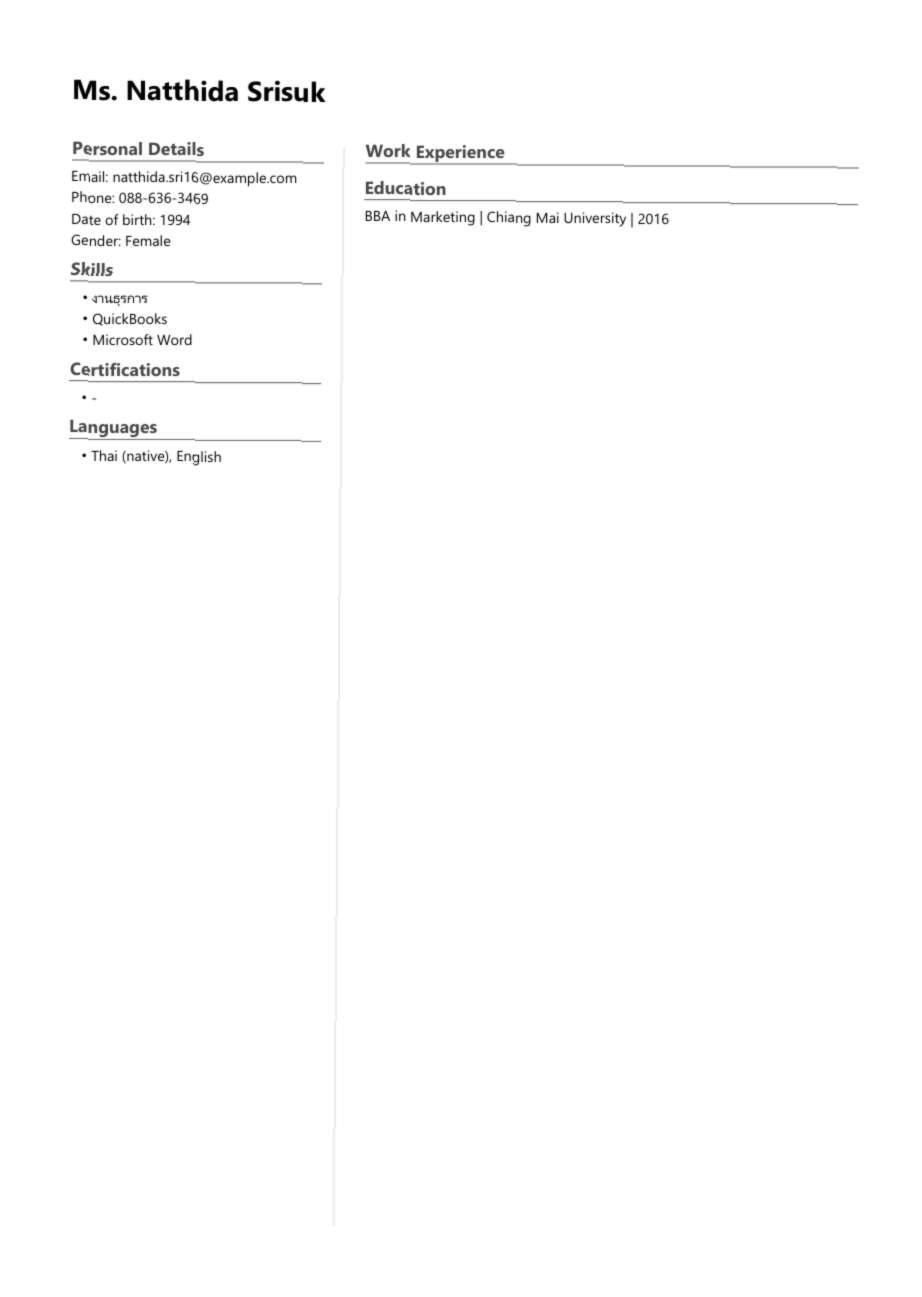 Ms. Natthida Srisuk
Personal Details
Email: natthida.sri16@example.com
Phone: 088-636-3469
Date of birth: 1994
Gender: Female
Skills
• งานธุรการ
• QuickBooks
• Microsoft Word
Certifications
• -
Languages
• Thai (native), English
Work Experience
Education
BBA in Marketing | Chiang Mai University | 2016